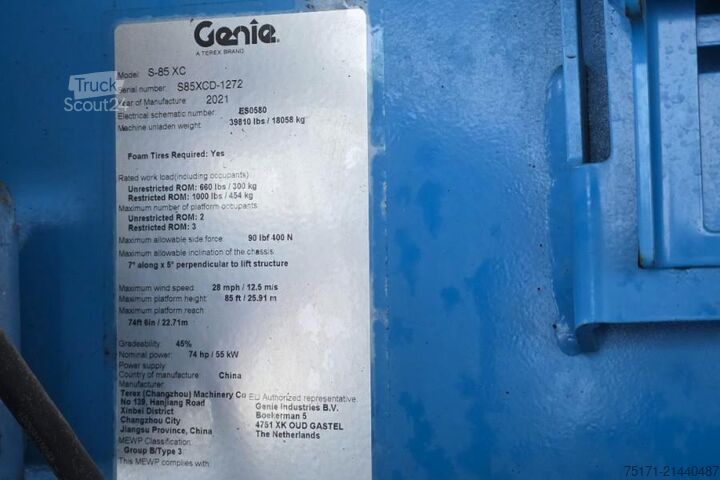 Genie
A TEREX BRAND
Model: S-85 XC
Serial number: S85XCD-1272
Year of Manufacture: 2021
Electrical schematic number: ES0580
Machine unladen weight: 39810 lbs / 18058 kg
Foam Tires Required: Yes
Rated work load(including occupants)
Unrestricted ROM: 660 lbs / 300 kg
Restricted ROM: 1000 lbs / 454 kg
Maximum number of platform occupants:
Unrestricted ROM: 2
Restricted ROM: 3
Maximum allowable side force: 90 lbf 400 N
Maximum allowable inclination of the chassis:
7° along x 5° perpendicular to lift structure
Maximum wind speed: 28 mph / 12.5 m/s
Maximum platform height: 85 ft / 25.91 m
Maximum platform reach
74ft 6in / 22.71m
Gradeability: 45%
Nominal power: 74 hp / 55 kW
Power supply:
Country of manufacture: China
Manufacturer:
Terex (Changzhou) Machinery Co
No 139, Hanjiang Road
Xinbei District
Changzhou City
Jiangsu Province, China
EU Authorized representative:
Genie Industries B.V.
Boekerman 5
4751 XK OUD GASTEL
The Netherlands
MEWP Classification:
Group B/Type 3
This MEWP complies with:
Truck
Scout24
75171-21440487